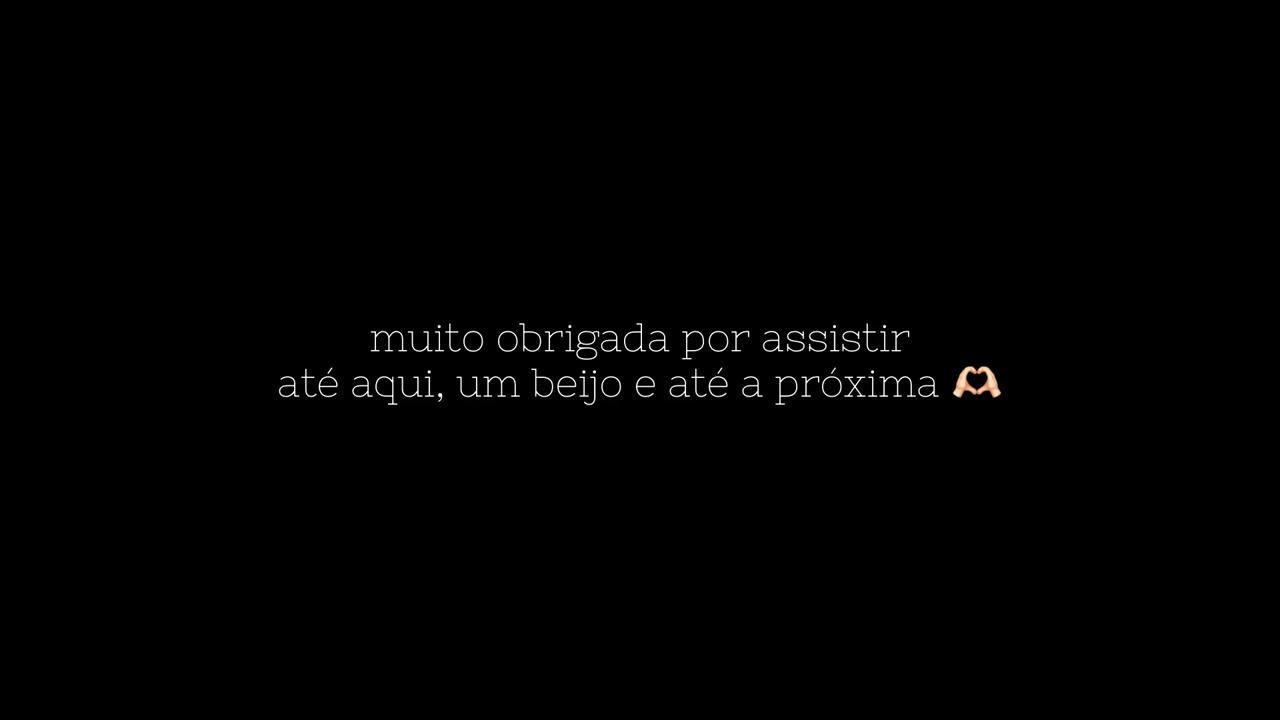 muito obrigada por assistir
até aqui, um beijo e até a próxima 🫶🏻